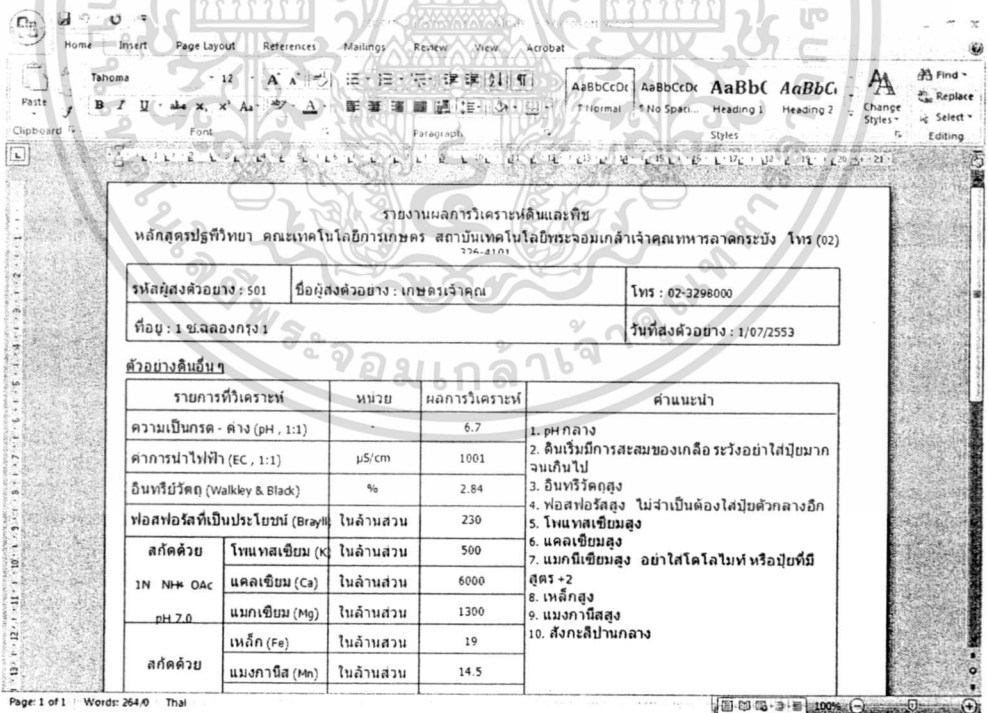 Home Insert Page Layout References Mailings Review View Acrobat
Tahoma 12
Find
Paste
AaBbCcDc AaBbCcDc AaBbC AaBbCc
Replace
B I U abc
¶ Normal ¶ No Spaci... Heading 1 Heading 2
Change Styles
Select
Clipboard Font Paragraph Styles Editing
รายงานผลการวิเคราะห์ดินและพืช
หลักสูตรปฐพีวิทยา คณะเทคโนโลยีการเกษตร สถาบันเทคโนโลยีพระจอมเกล้าเจ้าคุณทหารลาดกระบัง โทร (02)
326-4101
รหัสผู้ส่งตัวอย่าง : S01 ชื่อผู้ส่งตัวอย่าง : เกษตรเจ้าคุณ โทร : 02-3298000
ที่อยู่ : 1 ซ.ฉลองกรุง 1 วันที่ส่งตัวอย่าง : 1/07/2553
ตัวอย่างดินอื่น ๆ
รายการที่วิเคราะห์ หน่วย ผลการวิเคราะห์ คำแนะนำ
ความเป็นกรด - ด่าง (pH , 1:1) - 6.7
ค่าการนำไฟฟ้า (EC , 1:1) µS/cm 1001
อินทรีย์วัตถุ (Walkley & Black) % 2.84
ฟอสฟอรัสที่เป็นประโยชน์ (BrayII ในล้านส่วน 230
สกัดด้วย โพแทสเซียม (K ในล้านส่วน 500
1N NH4 OAc แคลเซียม (Ca) ในล้านส่วน 6000
pH 7.0 แมกเซียม (Mg) ในล้านส่วน 1300
เหล็ก (Fe) ในล้านส่วน 19
สกัดด้วย แมงกานิส (Mn) ในล้านส่วน 14.5
1. pH กลาง
2. ดินเริ่มมีการสะสมของเกลือ ระวังอย่าใส่ปุ๋ยมาก
จนเกินไป
3. อินทรีวัตถุสูง
4. ฟอสฟอรัสสูง ไม่จำเป็นต้องใส่ปุ๋ยตัวกลางอีก
5. โพแทสเซียมสูง
6. แคลเซียมสูง
7. แมกนีเซียมสูง อย่าใส่โดโลไมท์ หรือปุ๋ยที่มี
สูตร +2
8. เหล็กสูง
9. แมงกานีสสูง
10. สังกะสีปานกลาง
Page: 1 of 1 Words: 264/0 Thai 100%